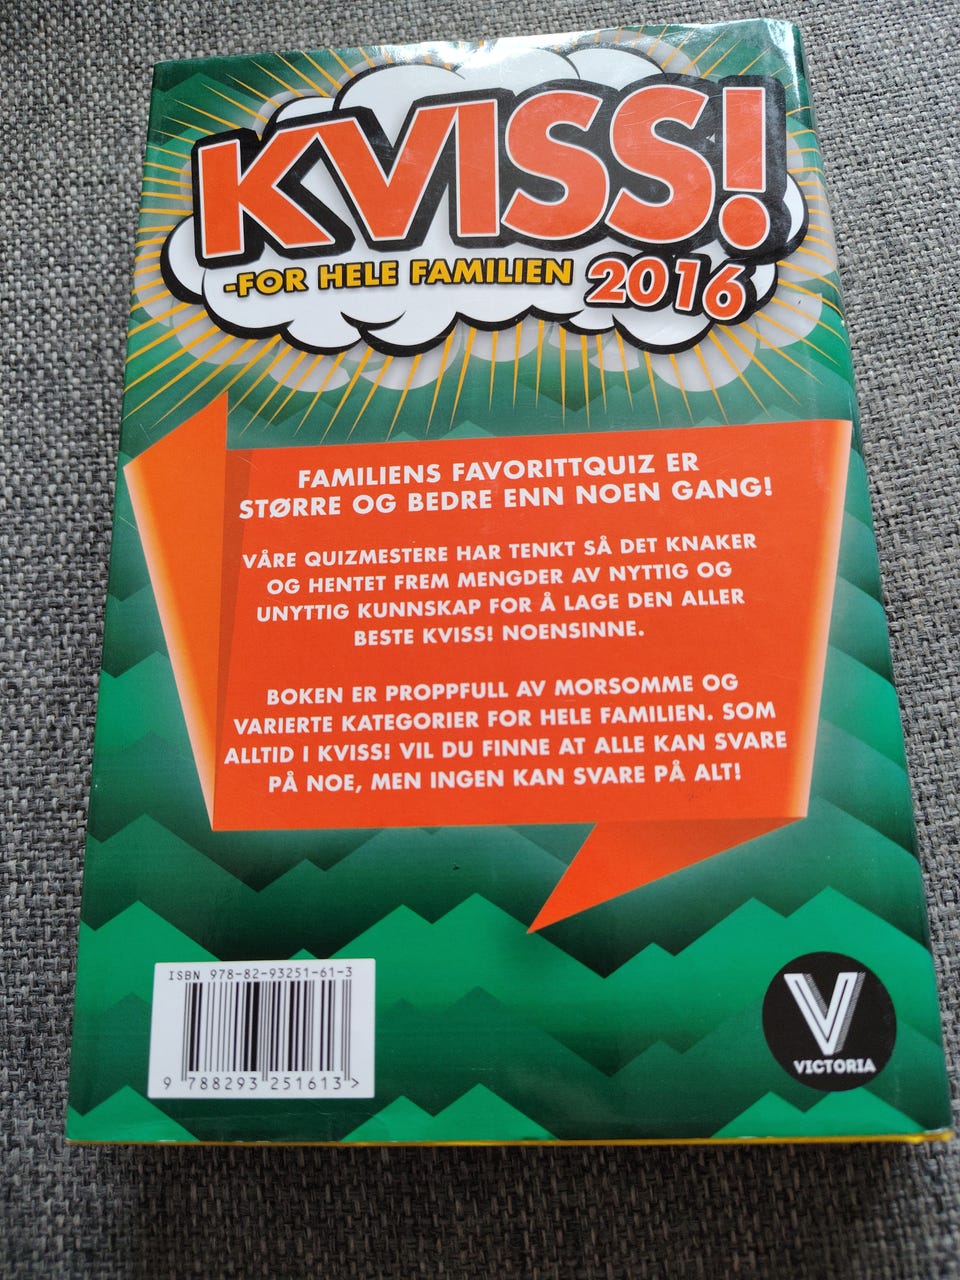 KVISS!
-FOR HELE FAMILIEN 2016
FAMILIENS FAVORITTQUIZ ER
STØRRE OG BEDRE ENN NOEN GANG!
VÅRE QUIZMESTERE HAR TENKT SÅ DET KNAKER
OG HENTET FREM MENGDER AV NYTTIG OG
UNYTTIG KUNNSKAP FOR Å LAGE DEN ALLER
BESTE KVISS! NOENSINNE.
BOKEN ER PROPPFULL AV MORSOMME OG
VARIERTE KATEGORIER FOR HELE FAMILIEN. SOM
ALLTID I KVISS! VIL DU FINNE AT ALLE KAN SVARE
PÅ NOE, MEN INGEN KAN SVARE PÅ ALT!
ISBN 978-82-93251-61-3
9 788293 251613 >
V
VICTORIA